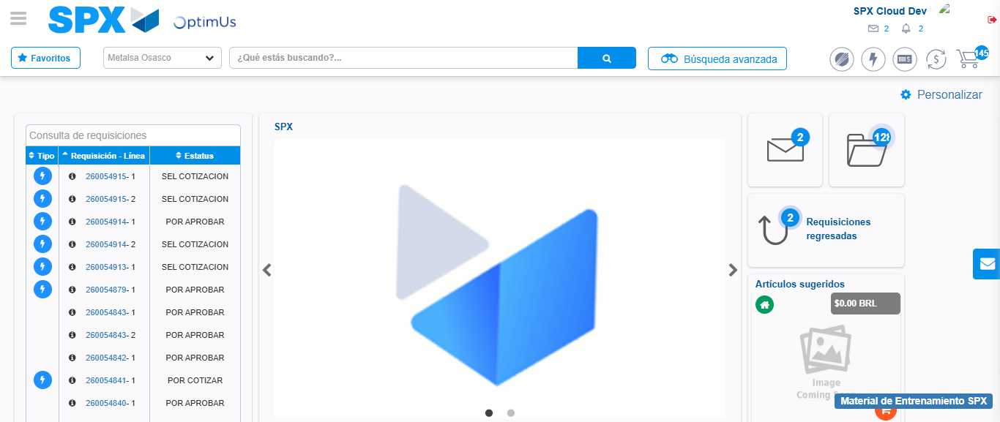 SPX
OptimUs
SPX Cloud Dev
2
2
Favoritos
Metalsa Osasco
¿Qué estás buscando?...
Búsqueda avanzada
$
145
Personalizar
Consulta de requisiciones
Tipo
Requisición - Línea
Estatus
260054915- 1 SEL COTIZACION
260054915- 2 SEL COTIZACION
260054914- 1 POR APROBAR
260054914- 2 SEL COTIZACION
260054913- 1 SEL COTIZACION
260054879- 1 POR APROBAR
260054843- 1 POR APROBAR
260054843- 2 POR APROBAR
260054842- 1 POR APROBAR
260054841- 1 POR COTIZAR
260054840- 1 POR APROBAR
SPX
2
2
Requisiciones
regresadas
Artículos sugeridos
$0.00 BRL
Image
Coming
Material de Entrenamiento SPX